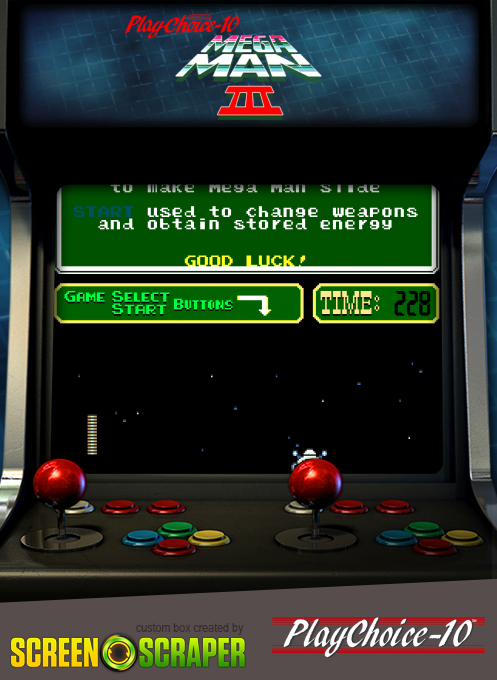 PlayChoice-10
MEGA
MAN
III
to make Mega Man slide
START used to change weapons
and obtain stored energy
GOOD LUCK!
GAME SELECT
START BUTTONS
TIME: 228
custom box created by
SCREEN SCRAPER
PlayChoice-10™